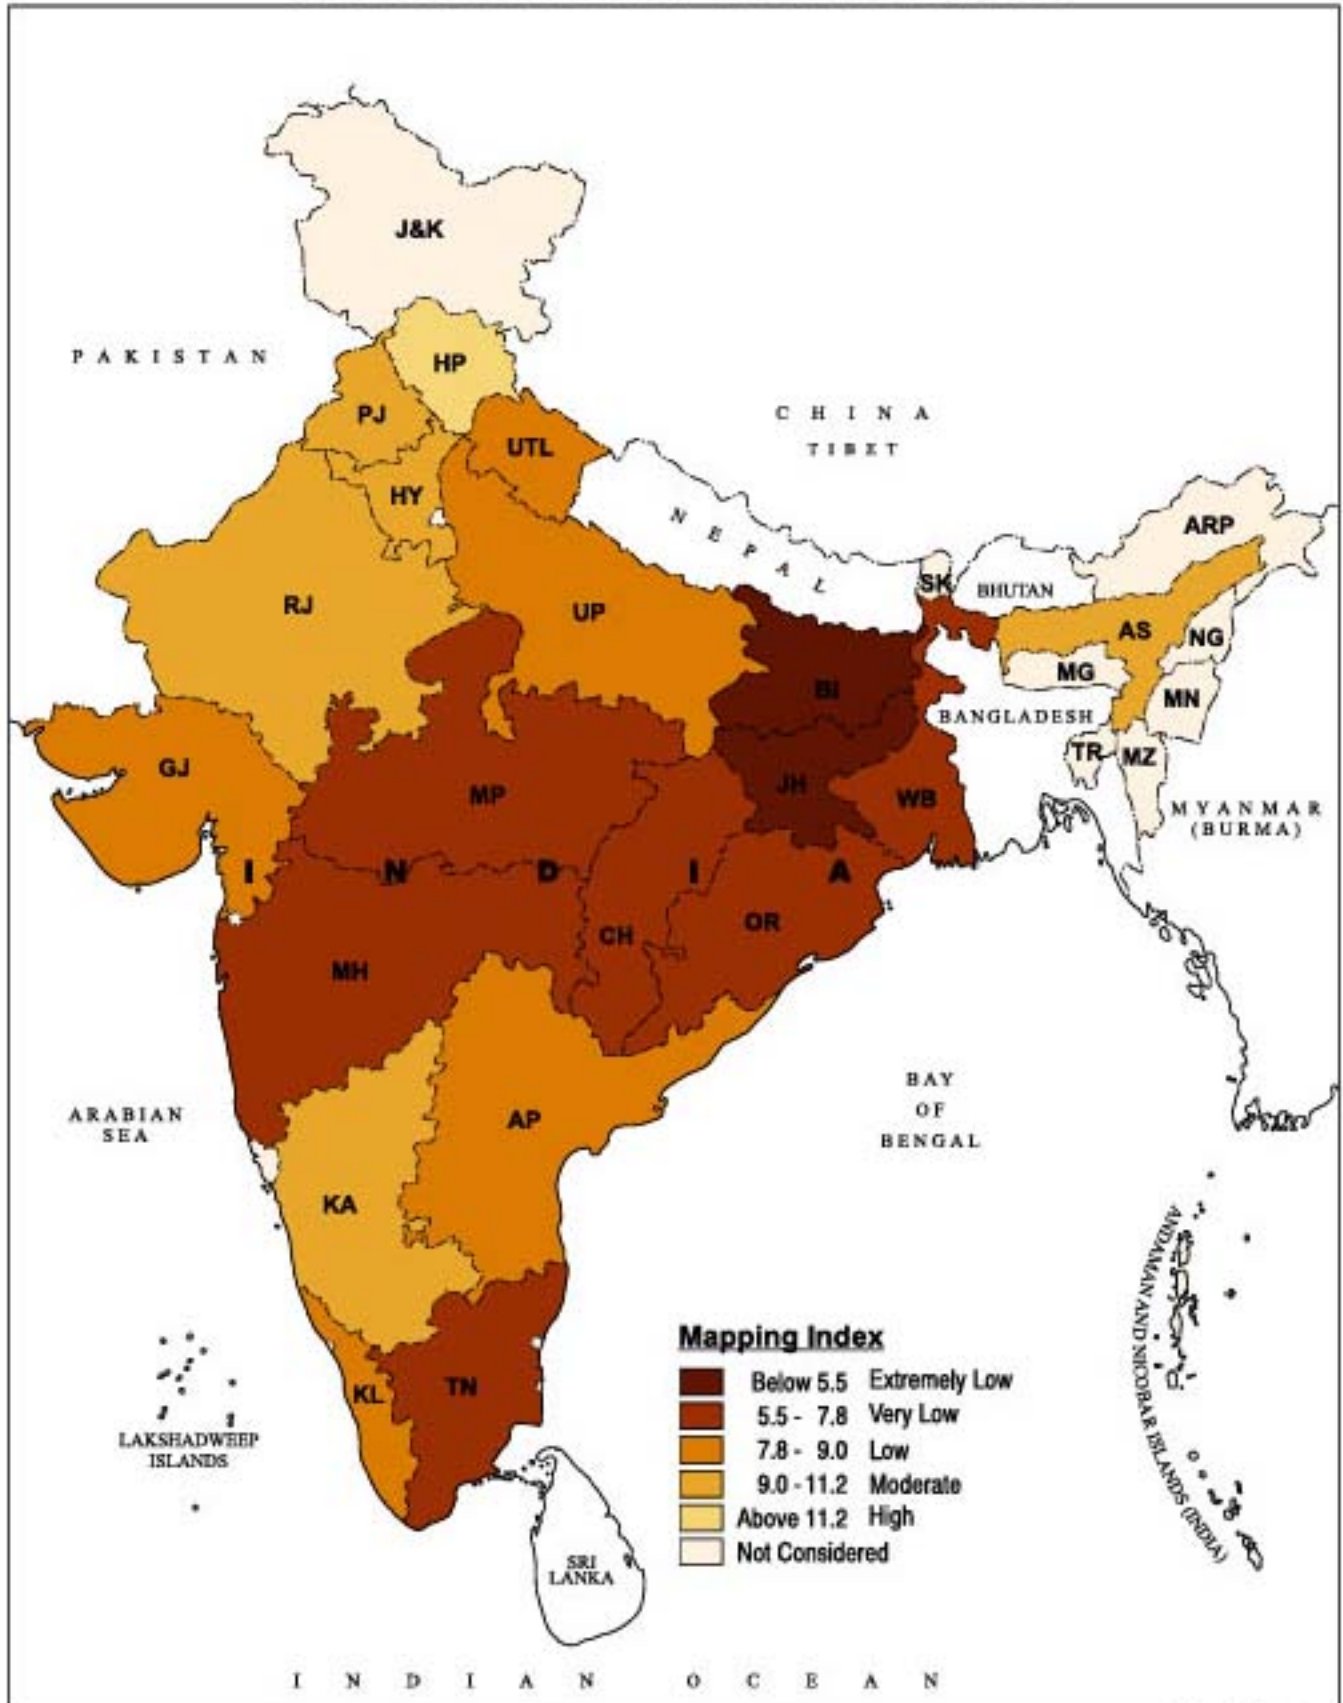 J&K
HP
P A K I S T A N
PJ
C H I N A
TIBET
UTL
HY
N E P A L
ARP
SK
BHUTAN
RJ
UP
AS
NG
MG
BI
MN
BANGLADESH
TR
MZ
GJ
JH
MP
WB
MYANMAR
(BURMA)
I N D I A
OR
CH
MH
BAY
OF
BENGAL
ARABIAN
SEA
AP
KA
ANDAMAN AND NICOBAR ISLANDS (INDIA)
KL
TN
LAKSHADWEEP
ISLANDS
Mapping Index
Below 5.5 Extremely Low
5.5 - 7.8 Very Low
7.8 - 9.0 Low
9.0 - 11.2 Moderate
Above 11.2 High
Not Considered
SRI
LANKA
I N D I A N O C E A N